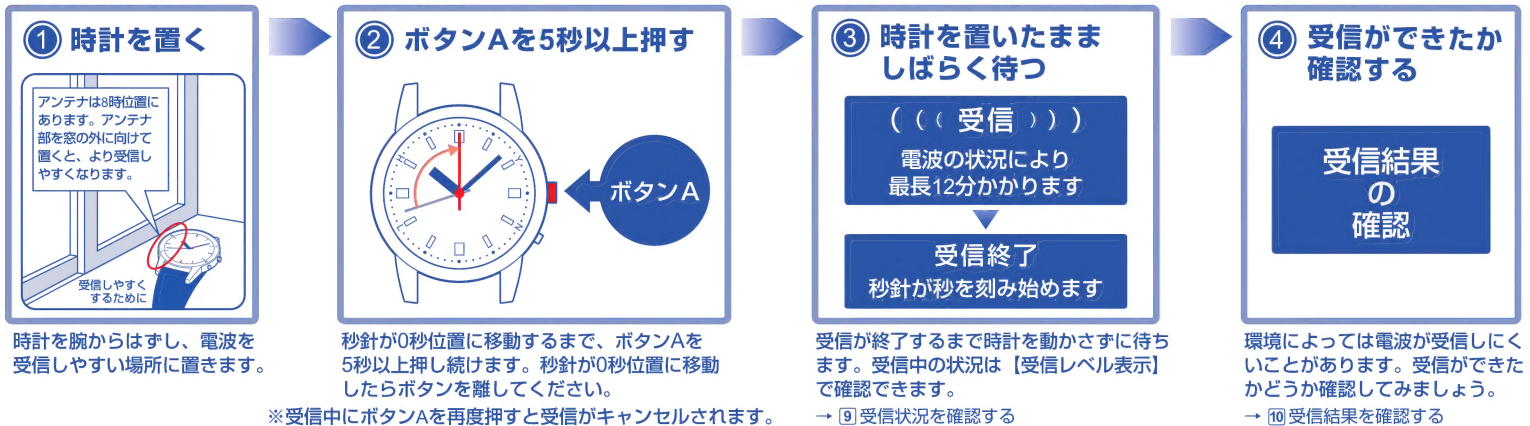 ① 時計を置く
アンテナは8時位置に
あります。アンテナ
部を窓の外に向けて
置くと、より受信し
やすくなります。
受信しやすく
するために
時計を腕からはずし、電波を
受信しやすい場所に置きます。
② ボタンAを5秒以上押す
H
Y
L
N
ボタンA
秒針が0秒位置に移動するまで、ボタンAを
5秒以上押し続けます。秒針が0秒位置に移動
したらボタンを離してください。
※受信中にボタンAを再度押すと受信がキャンセルされます。
③ 時計を置いたまま
しばらく待つ
((( 受信 )))
電波の状況により
最長12分かかります
受信終了
秒針が秒を刻み始めます
受信が終了するまで時計を動かさずに待ち
ます。受信中の状況は【受信レベル表示】
で確認できます。
→ 9 受信状況を確認する
④ 受信ができたか
確認する
受信結果
の
確認
環境によっては電波が受信しにく
いことがあります。受信ができた
かどうか確認してみましょう。
→ 10 受信結果を確認する